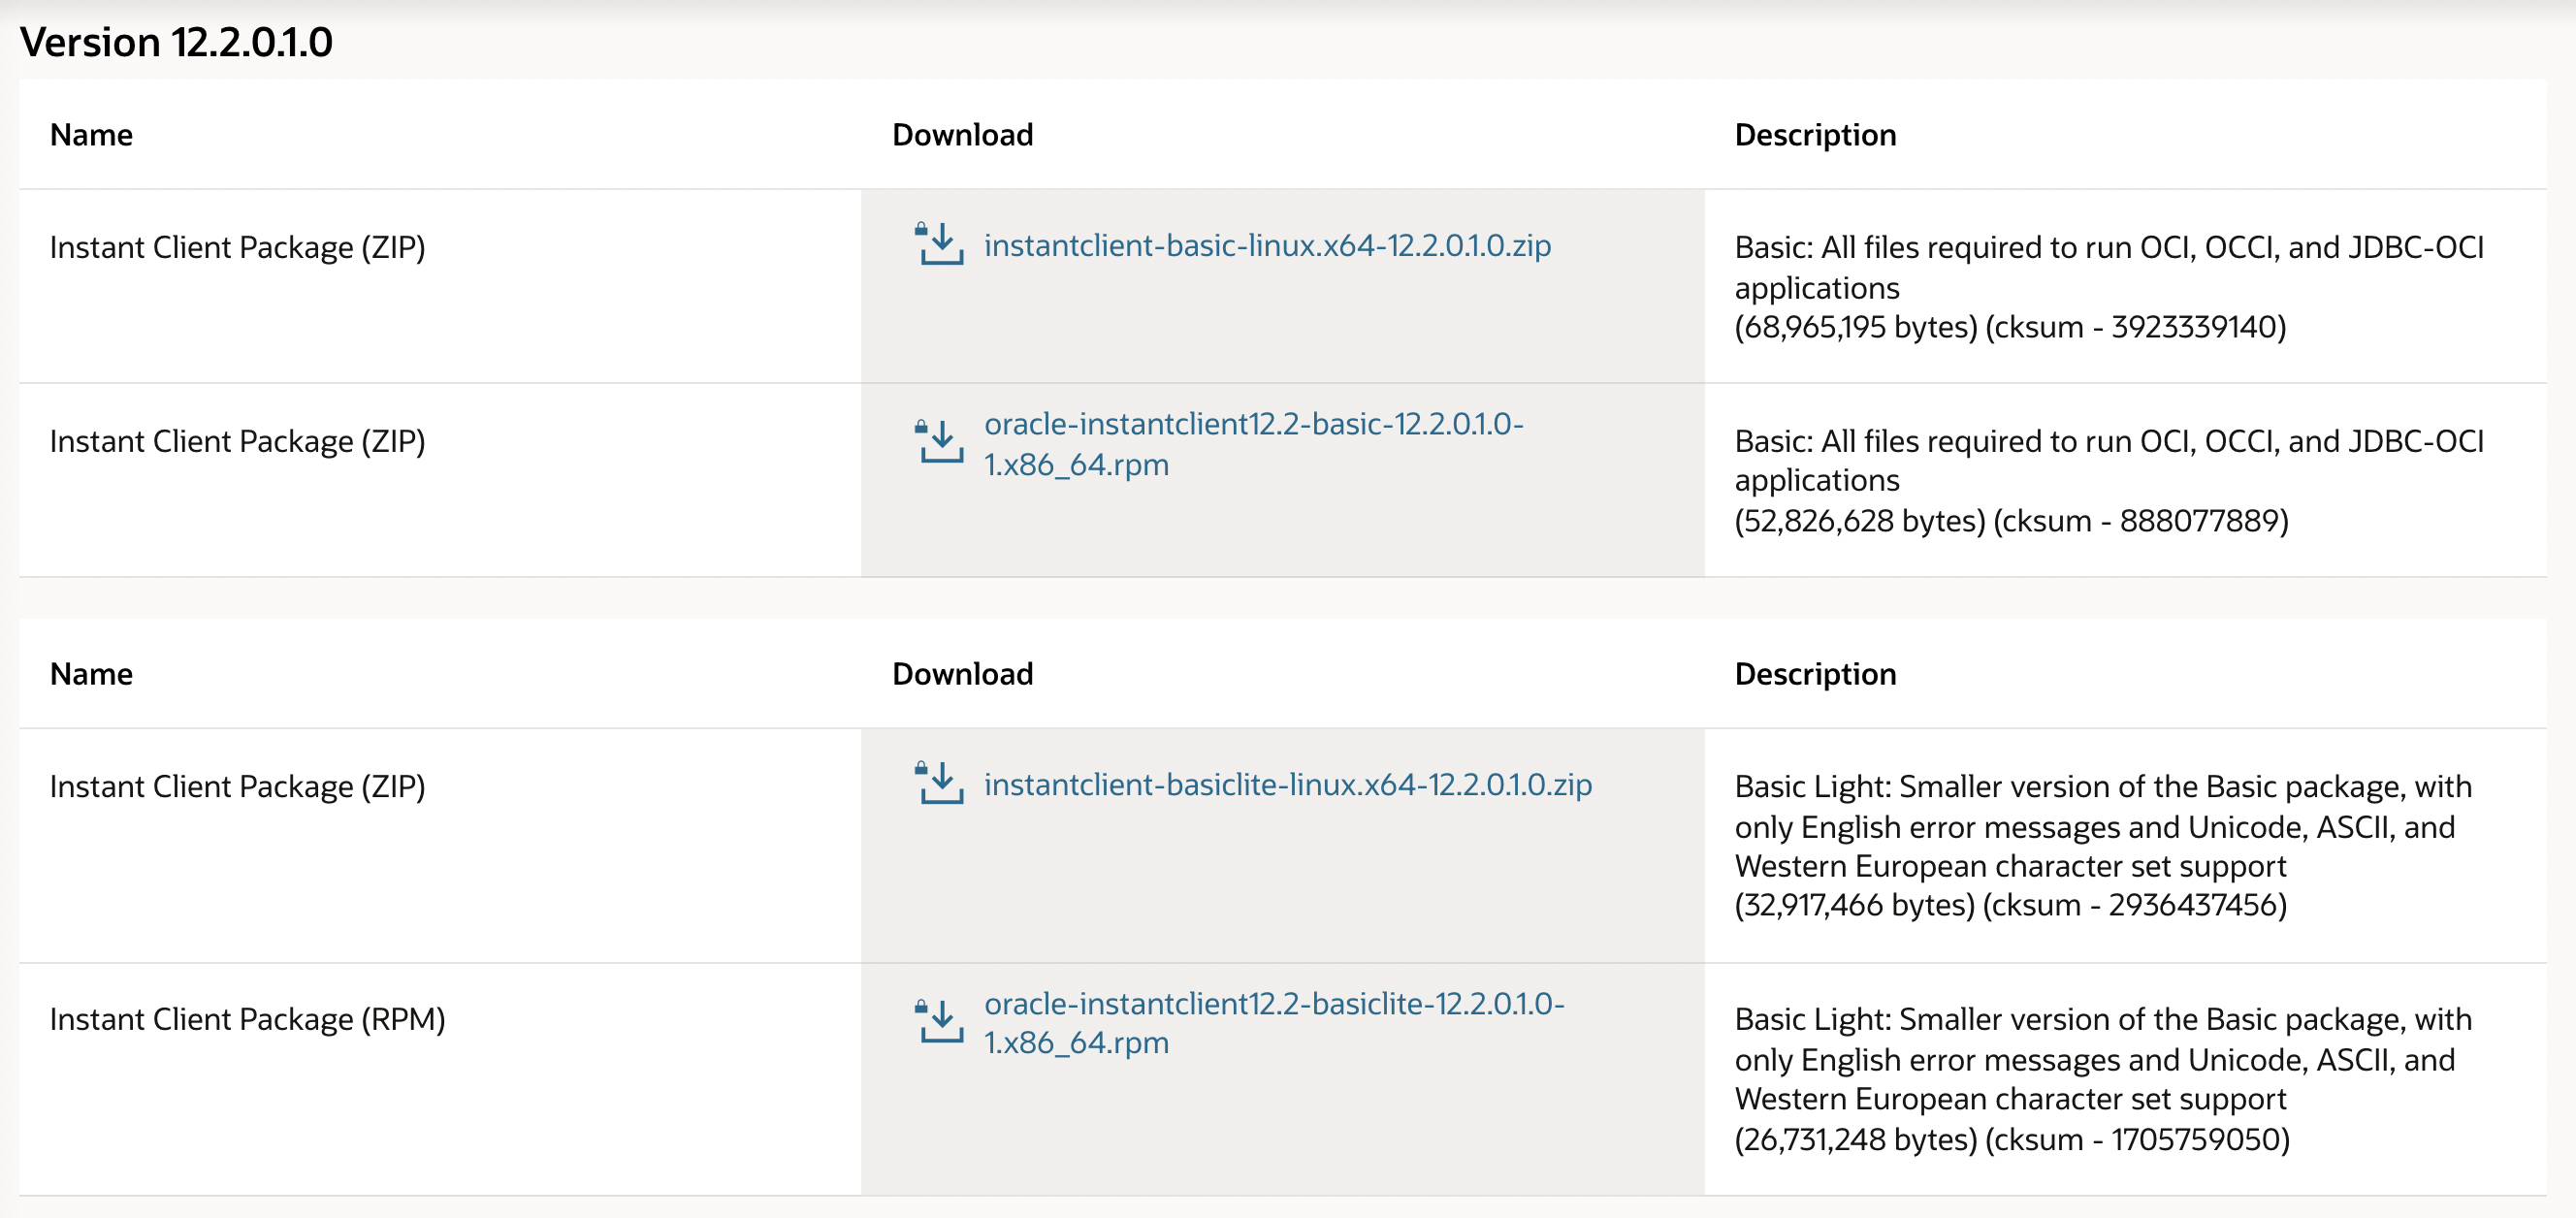 Version 12.2.0.1.0
Name Download Description
Instant Client Package (ZIP)
instantclient-basic-linux.x64-12.2.0.1.0.zip
Basic: All files required to run OCI, OCCI, and JDBC-OCI
applications
(68,965,195 bytes) (cksum - 3923339140)
Instant Client Package (ZIP)
oracle-instantclient12.2-basic-12.2.0.1.0-
1.x86_64.rpm
Basic: All files required to run OCI, OCCI, and JDBC-OCI
applications
(52,826,628 bytes) (cksum - 888077889)
Name Download Description
Instant Client Package (ZIP)
instantclient-basiclite-linux.x64-12.2.0.1.0.zip
Basic Light: Smaller version of the Basic package, with
only English error messages and Unicode, ASCII, and
Western European character set support
(32,917,466 bytes) (cksum - 2936437456)
Instant Client Package (RPM)
oracle-instantclient12.2-basiclite-12.2.0.1.0-
1.x86_64.rpm
Basic Light: Smaller version of the Basic package, with
only English error messages and Unicode, ASCII, and
Western European character set support
(26,731,248 bytes) (cksum - 1705759050)